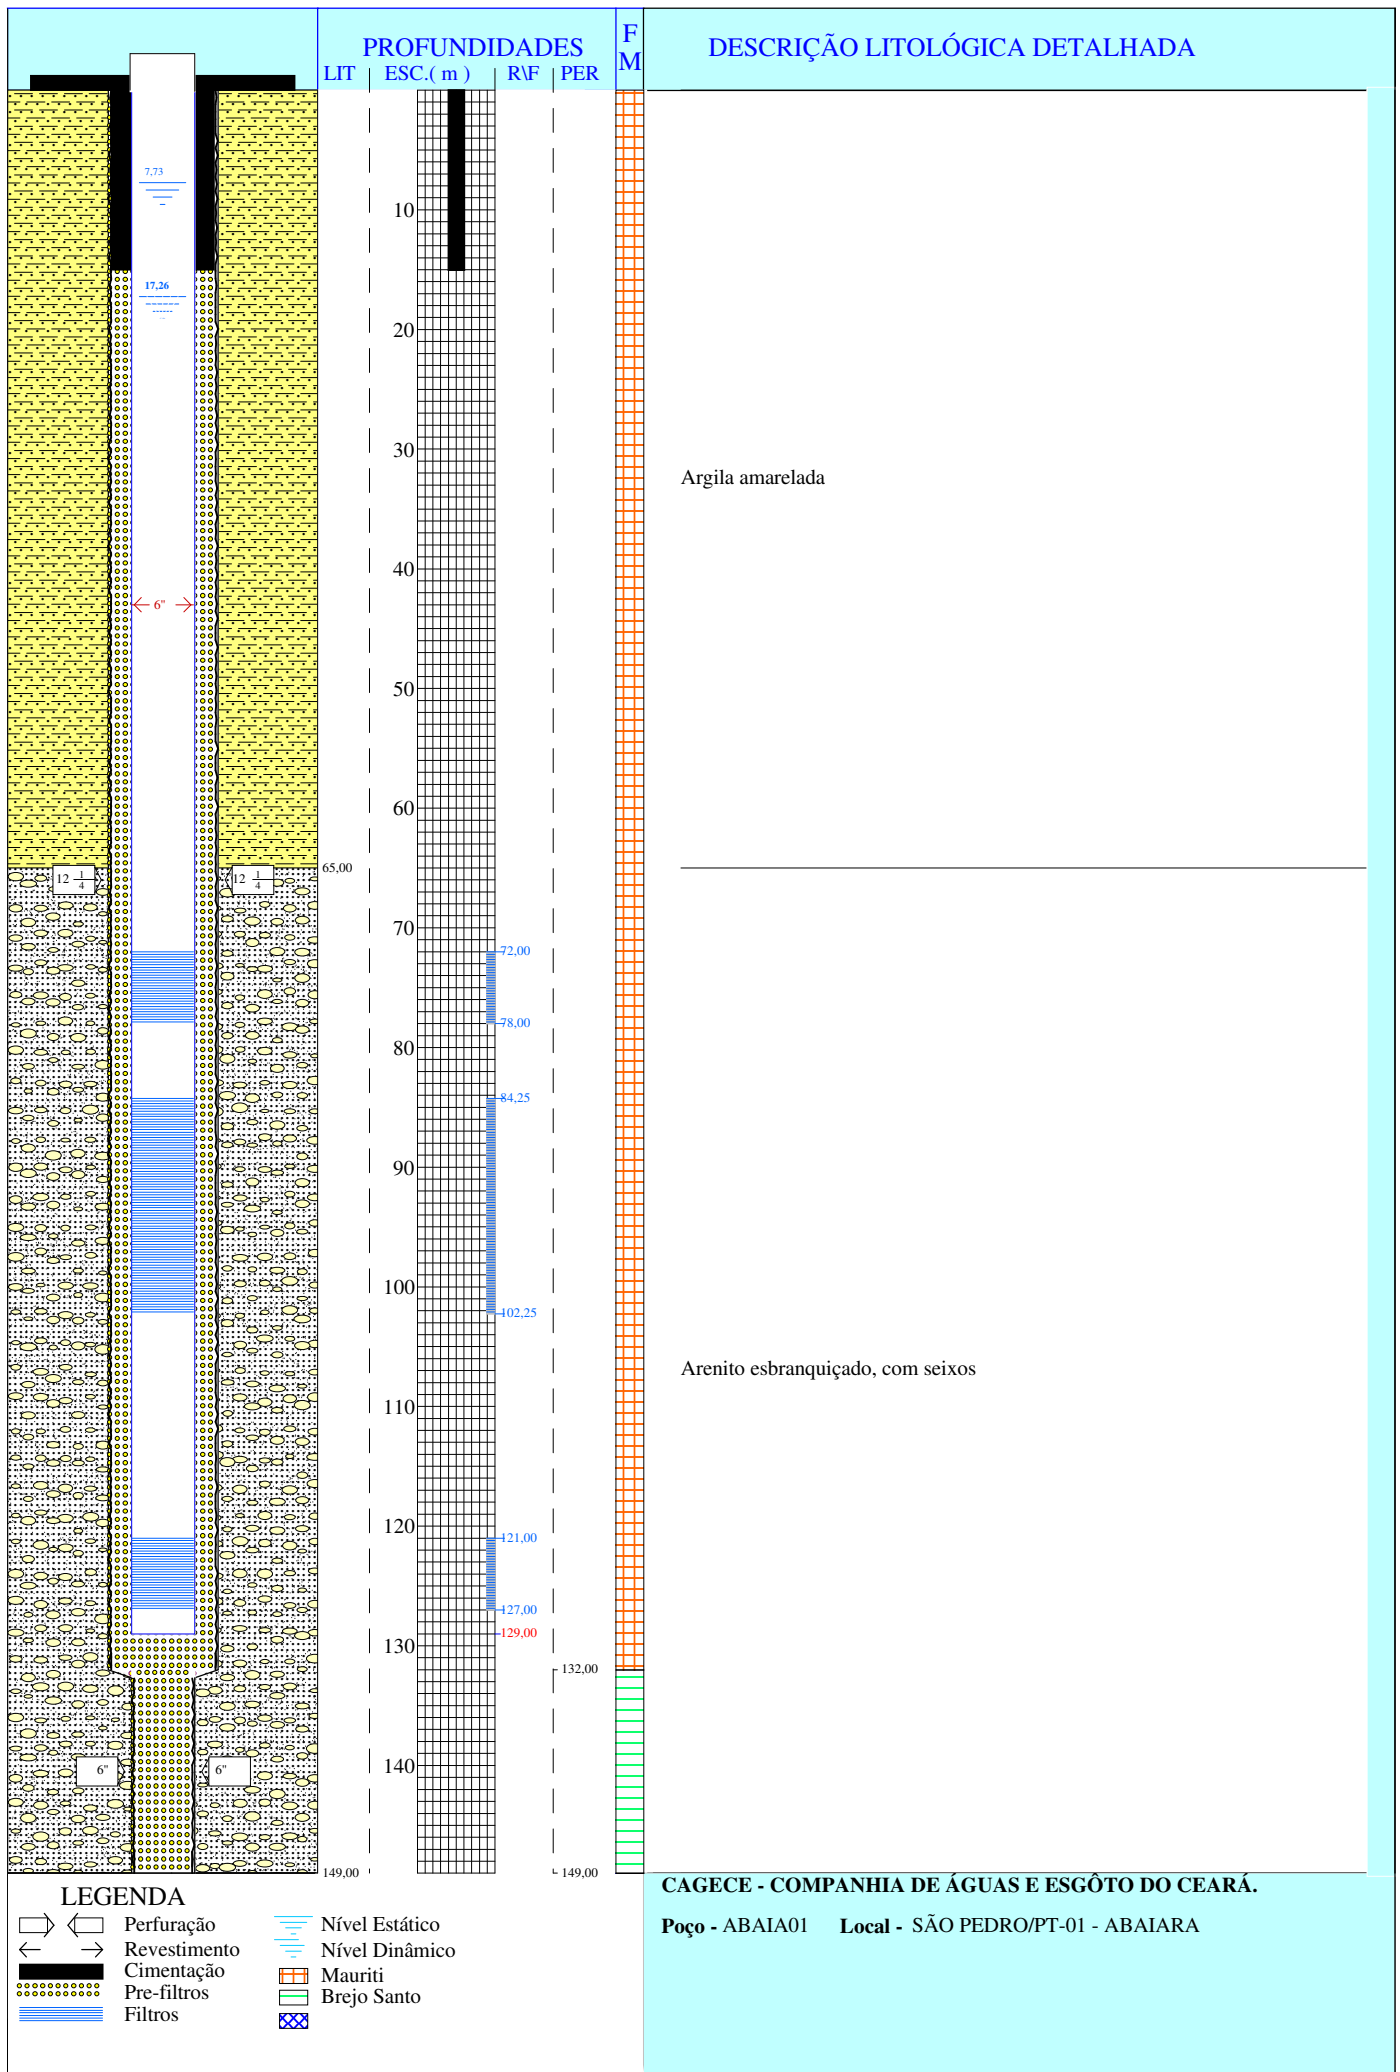 PROFUNDIDADES
F
M
DESCRIÇÃO LITOLÓGICA DETALHADA
LIT ESC.( m ) R\F PER
7,73
10
17,26
20
30
Argila amarelada
40
6"
50
60
65,00
12 1/4 12 1/4
70
72,00
78,00
80
84,25
90
100
102,25
Arenito esbranquiçado, com seixos
110
120
121,00
127,00
129,00
130
132,00
140
6" 6"
149,00 149,00
LEGENDA
Perfuração
Revestimento
Cimentação
Pre-filtros
Filtros
Nível Estático
Nível Dinâmico
Mauriti
Brejo Santo
CAGECE - COMPANHIA DE ÁGUAS E ESGÔTO DO CEARÁ.
Poço - ABAIA01 Local - SÃO PEDRO/PT-01 - ABAIARA